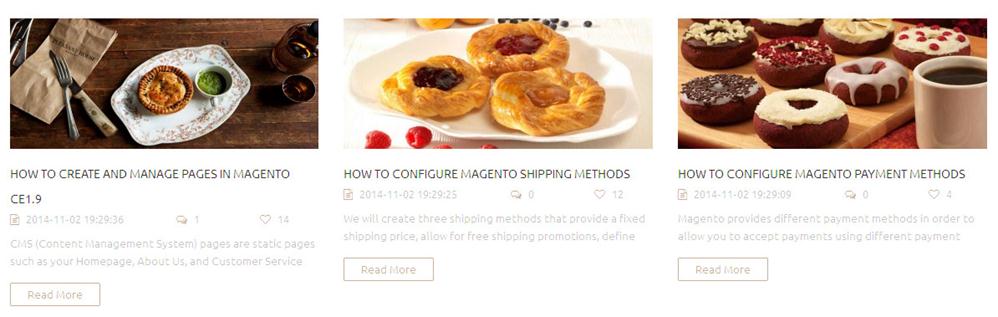 HOW TO CREATE AND MANAGE PAGES IN MAGENTO
CE1.9
2014-11-02 19:29:36 1 14
CMS (Content Management System) pages are static pages
such as your Homepage, About Us, and Customer Service
Read More
HOW TO CONFIGURE MAGENTO SHIPPING METHODS
2014-11-02 19:29:25 0 12
We will create three shipping methods that provide a fixed
shipping price, allow for free shipping promotions, define
Read More
HOW TO CONFIGURE MAGENTO PAYMENT METHODS
2014-11-02 19:29:09 0 4
Magento provides different payment methods in order to
allow you to accept payments using different payment
Read More